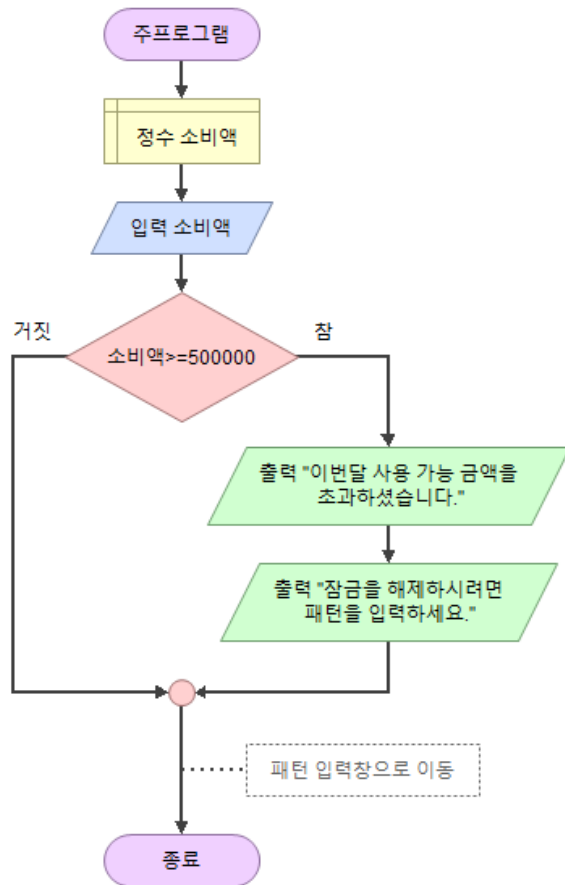 주프로그램
정수 소비액
입력 소비액
거짓
참
소비액>=500000
출력 "이번달 사용 가능 금액을
초과하셨습니다."
출력 "잠금을 해제하시려면
패턴을 입력하세요."
패턴 입력창으로 이동
종료